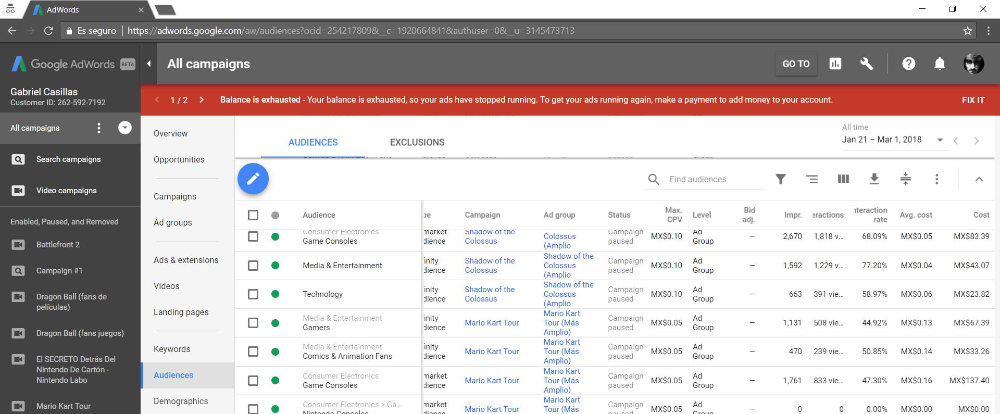 AdWords
Es seguro
https://adwords.google.com/aw/audiences?ocid=254217809&__c=1920664841&authuser=0&__u=3145473713
Google AdWords BETA
All campaigns
GO TO
Gabriel Casillas
Customer ID: 262-592-7192
1 / 2
Balance is exhausted - Your balance is exhausted, so your ads have stopped running. To get your ads running again, make a payment to add money to your account.
FIX IT
All campaigns
Search campaigns
Video campaigns
Enabled, Paused, and Removed
Battlefront 2
Campaign #1
Dragon Ball (fans de
películas)
Dragon Ball (fans juegos)
El SECRETO Detrás Del
Nintendo De Cartón -
Nintendo Labo
Mario Kart Tour
Overview
Opportunities
Campaigns
Ad groups
Ads & extensions
Videos
Landing pages
Keywords
Audiences
Demographics
AUDIENCES
EXCLUSIONS
All time
Jan 21 – Mar 1, 2018
Find audiences
Audience
pe
Campaign
Ad group
Status
Max.
CPV
Level
Bid
adj.
Impr.
eractions
nteraction
rate
Avg. cost
Cost
Consumer Electronics
Game Consoles
market
dience
Shadow of the
Colossus
Colossus
(Amplio
Campaign
paused
MX$0.10
Ad
Group
—
2,670
1,818 v...
68.09%
MX$0.05
MX$83.39
Media & Entertainment
inity
dience
Shadow of the
Colossus
Shadow of the
Colossus
(Amplio
Campaign
paused
MX$0.10
Ad
Group
—
1,592
1,229 v...
77.20%
MX$0.04
MX$43.07
Technology
inity
dience
Shadow of the
Colossus
Shadow of the
Colossus
(Amplio
Campaign
paused
MX$0.10
Ad
Group
—
663
391 vie...
58.97%
MX$0.06
MX$23.82
Media & Entertainment
Gamers
inity
dience
Mario Kart Tour
Mario Kart
Tour (Más
Amplio)
Campaign
paused
MX$0.05
Ad
Group
—
1,131
508 vie...
44.92%
MX$0.13
MX$67.39
Media & Entertainment
Comics & Animation Fans
inity
dience
Mario Kart Tour
Mario Kart
Tour (Más
Amplio)
Campaign
paused
MX$0.05
Ad
Group
—
470
239 vie...
50.85%
MX$0.14
MX$33.26
Consumer Electronics
Game Consoles
market
dience
Mario Kart Tour
Mario Kart
Tour (Más
Amplio)
Campaign
paused
MX$0.05
Ad
Group
—
1,761
833 vie...
47.30%
MX$0.16
MX$137.40
Consumer Electronics > Ga...
Nintendo Consoles
market
dience
Mario Kart Tour
Mario Kart
Tour (Más
Campaign
paused
MX$0.05
Ad
Group
—
0
0
0.00%
MX$0.00
MX$0.00